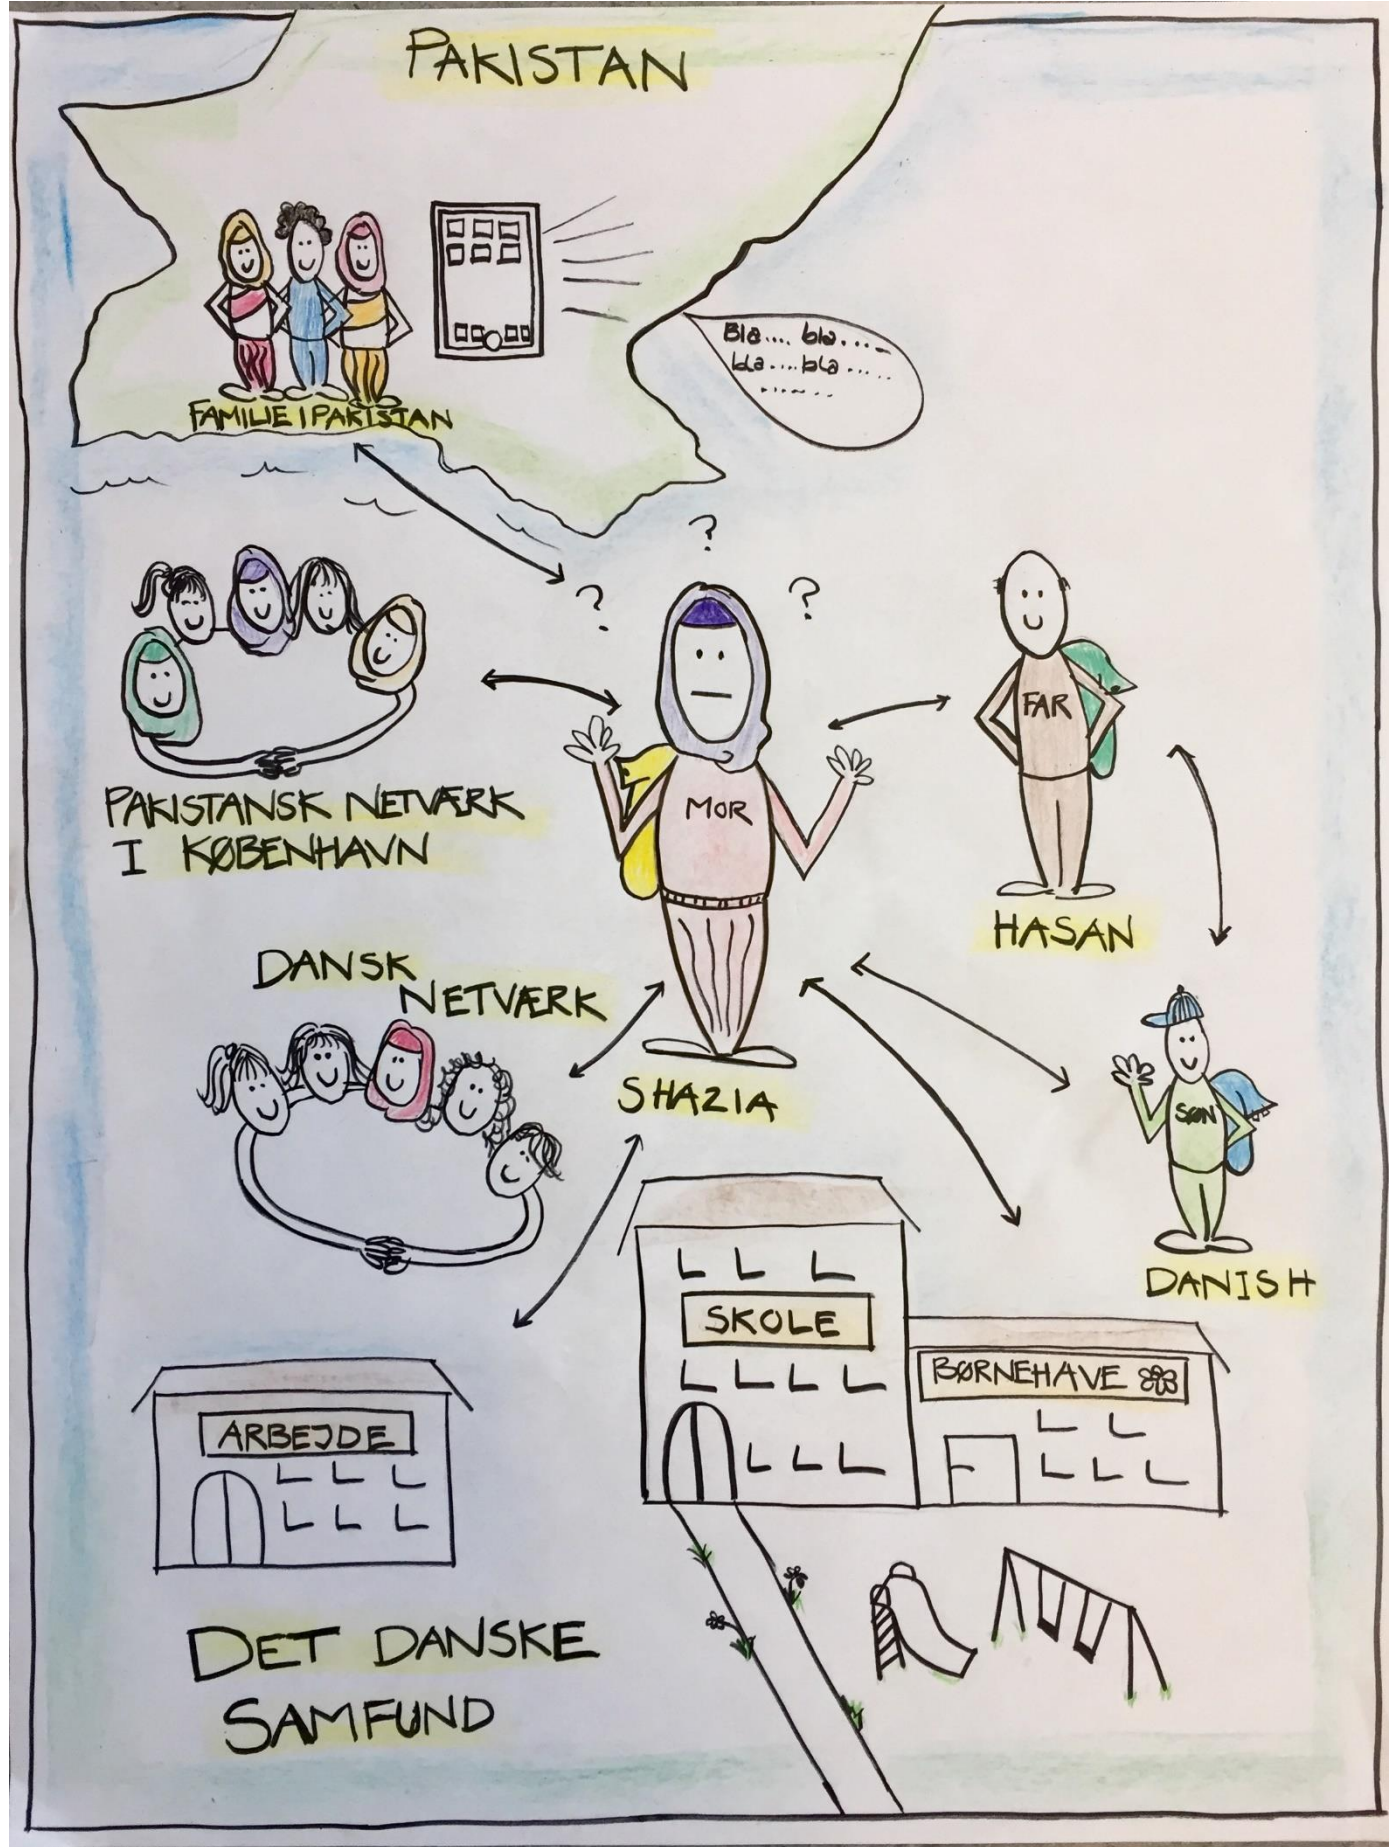 PAKISTAN
Bla.... bla.....
bla.....bla.....
.......
FAMILIE I PAKISTAN
?
? ?
FAR
MOR
PAKISTANSK NETVÆRK
I KØBENHAVN
HASAN
DANSK
NETVÆRK
SHAZIA
SØN
DANISH
SKOLE
BØRNEHAVE
ARBEJDE
DET DANSKE
SAMFUND